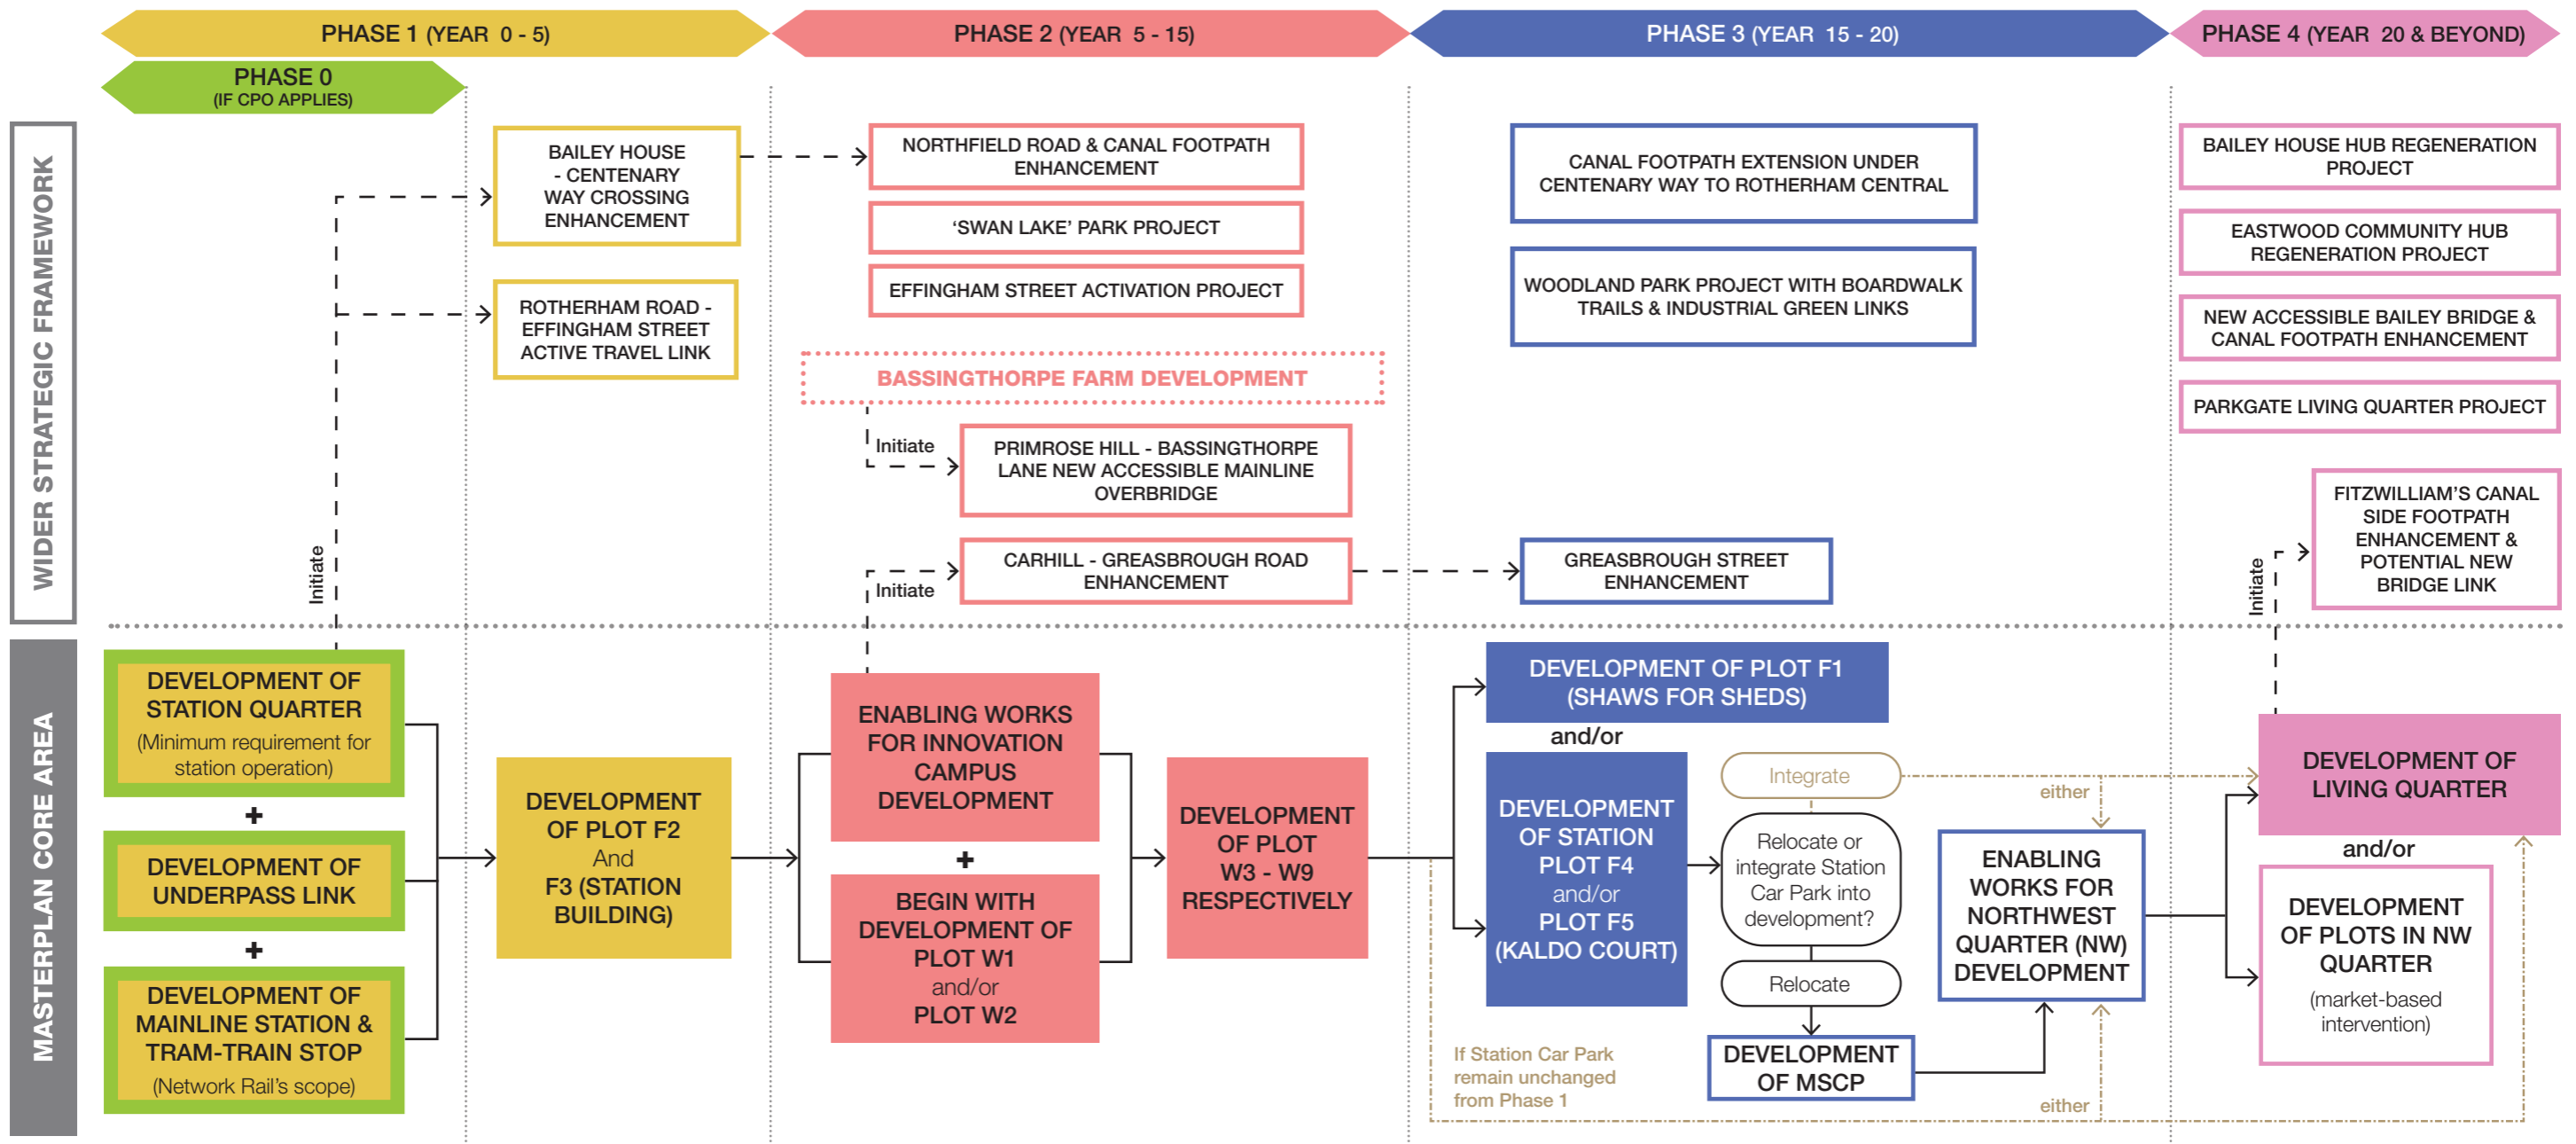 PHASE 1 (YEAR 0 - 5)
PHASE 2 (YEAR 5 - 15)
PHASE 3 (YEAR 15 - 20)
PHASE 4 (YEAR 20 & BEYOND)
PHASE 0
(IF CPO APPLIES)
WIDER STRATEGIC FRAMEWORK
BAILEY HOUSE
- CENTENARY
WAY CROSSING
ENHANCEMENT
ROTHERHAM ROAD -
EFFINGHAM STREET
ACTIVE TRAVEL LINK
Initiate
NORTHFIELD ROAD & CANAL FOOTPATH
ENHANCEMENT
‘SWAN LAKE’ PARK PROJECT
EFFINGHAM STREET ACTIVATION PROJECT
BASSINGTHORPE FARM DEVELOPMENT
Initiate
PRIMROSE HILL - BASSINGTHORPE
LANE NEW ACCESSIBLE MAINLINE
OVERBRIDGE
Initiate
CARHILL - GREASBROUGH ROAD
ENHANCEMENT
CANAL FOOTPATH EXTENSION UNDER
CENTENARY WAY TO ROTHERHAM CENTRAL
WOODLAND PARK PROJECT WITH BOARDWALK
TRAILS & INDUSTRIAL GREEN LINKS
GREASBROUGH STREET
ENHANCEMENT
BAILEY HOUSE HUB REGENERATION
PROJECT
EASTWOOD COMMUNITY HUB
REGENERATION PROJECT
NEW ACCESSIBLE BAILEY BRIDGE &
CANAL FOOTPATH ENHANCEMENT
PARKGATE LIVING QUARTER PROJECT
Initiate
FITZWILLIAM’S CANAL
SIDE FOOTPATH
ENHANCEMENT &
POTENTIAL NEW
BRIDGE LINK
MASTERPLAN CORE AREA
DEVELOPMENT OF
STATION QUARTER
(Minimum requirement for
station operation)
+
DEVELOPMENT OF
UNDERPASS LINK
+
DEVELOPMENT OF
MAINLINE STATION &
TRAM-TRAIN STOP
(Network Rail’s scope)
DEVELOPMENT
OF PLOT F2
And
F3 (STATION
BUILDING)
ENABLING WORKS
FOR INNOVATION
CAMPUS
DEVELOPMENT
+
BEGIN WITH
DEVELOPMENT OF
PLOT W1
and/or
PLOT W2
DEVELOPMENT
OF PLOT
W3 - W9
RESPECTIVELY
DEVELOPMENT OF PLOT F1
(SHAWS FOR SHEDS)
and/or
DEVELOPMENT
OF STATION
PLOT F4
and/or
PLOT F5
(KALDO COURT)
Integrate
Relocate or
integrate Station
Car Park into
development?
Relocate
DEVELOPMENT
OF MSCP
If Station Car Park
remain unchanged
from Phase 1
either
ENABLING
WORKS FOR
NORTHWEST
QUARTER (NW)
DEVELOPMENT
either
DEVELOPMENT OF
LIVING QUARTER
and/or
DEVELOPMENT
OF PLOTS IN NW
QUARTER
(market-based
intervention)